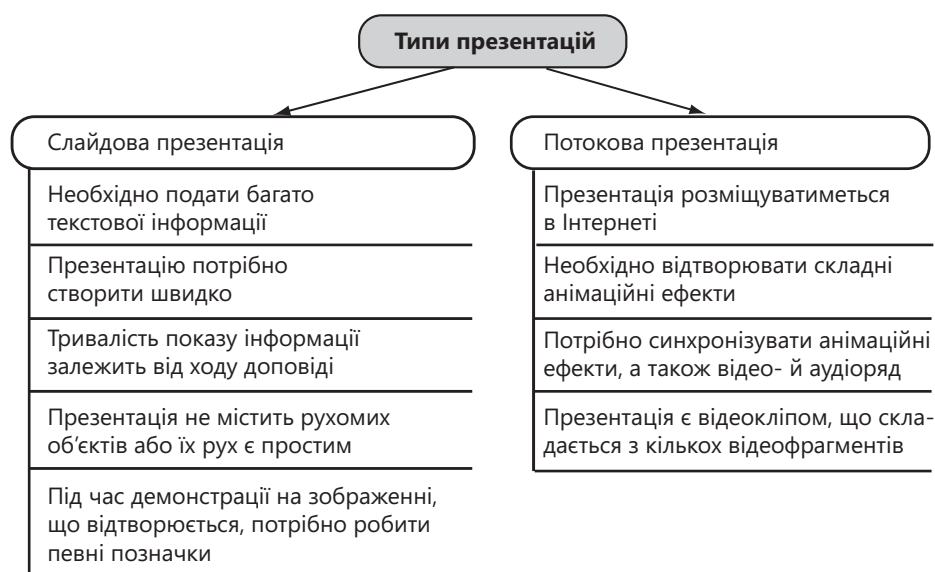 Типи презентацій
Слайдова презентація
Необхідно подати багато
текстової інформації
Презентацію потрібно
створити швидко
Тривалість показу інформації
залежить від ходу доповіді
Презентація не містить рухомих
об’єктів або їх рух є простим
Під час демонстрації на зображенні,
що відтворюється, потрібно робити
певні позначки
Потокова презентація
Презентація розміщуватиметься
в Інтернеті
Необхідно відтворювати складні
анімаційні ефекти
Потрібно синхронізувати анімаційні
ефекти, а також відео- й аудіоряд
Презентація є відеокліпом, що скла-
дається з кількох відеофрагментів